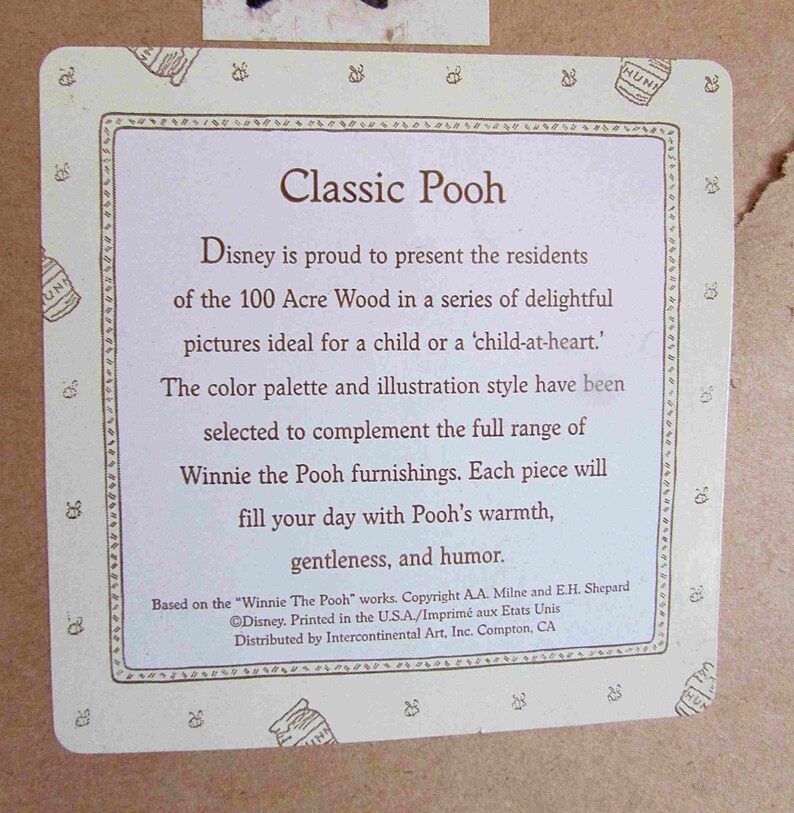 HUNN
HUNN
HUNN
Classic Pooh
Disney is proud to present the residents
of the 100 Acre Wood in a series of delightful
pictures ideal for a child or a 'child-at-heart.'
The color palette and illustration style have been
selected to complement the full range of
Winnie the Pooh furnishings. Each piece will
fill your day with Pooh's warmth,
gentleness, and humor.
Based on the "Winnie The Pooh" works. Copyright A.A. Milne and E.H. Shepard
©Disney. Printed in the U.S.A./Imprimé aux Etats Unis
Distributed by Intercontinental Art, Inc. Compton, CA
HUNN